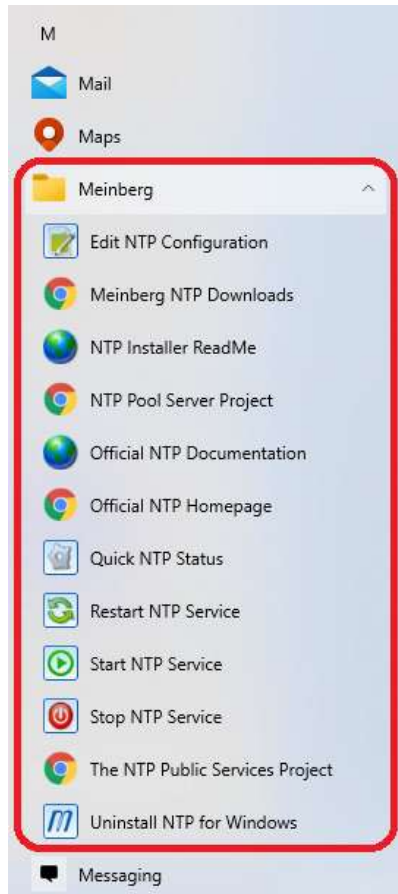 M
Mail
Maps
Meinberg
Edit NTP Configuration
Meinberg NTP Downloads
NTP Installer ReadMe
NTP Pool Server Project
Official NTP Documentation
Official NTP Homepage
Quick NTP Status
Restart NTP Service
Start NTP Service
Stop NTP Service
The NTP Public Services Project
Uninstall NTP for Windows
Messaging